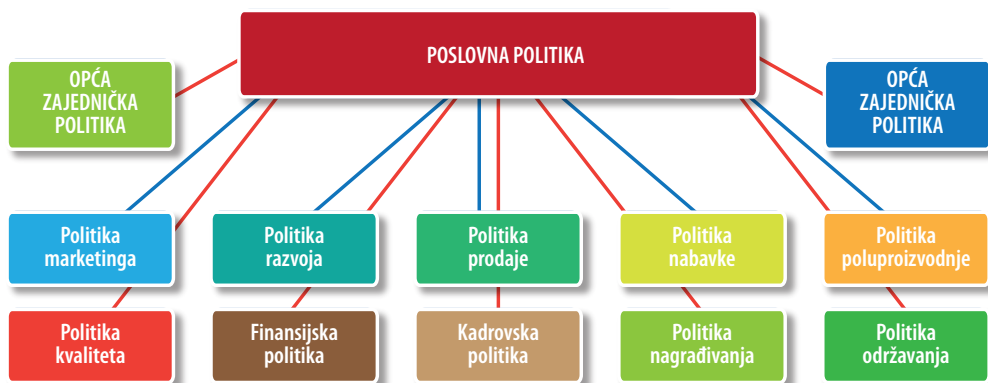 POSLOVNA POLITIKA
OPĆA
ZAJEDNIČKA
POLITIKA
OPĆA
ZAJEDNIČKA
POLITIKA
Politika
marketinga
Politika
razvoja
Politika
prodaje
Politika
nabavke
Politika
poluproizvodnje
Politika
kvaliteta
Finansijska
politika
Kadrovska
politika
Politika
nagrađivanja
Politika
održavanja